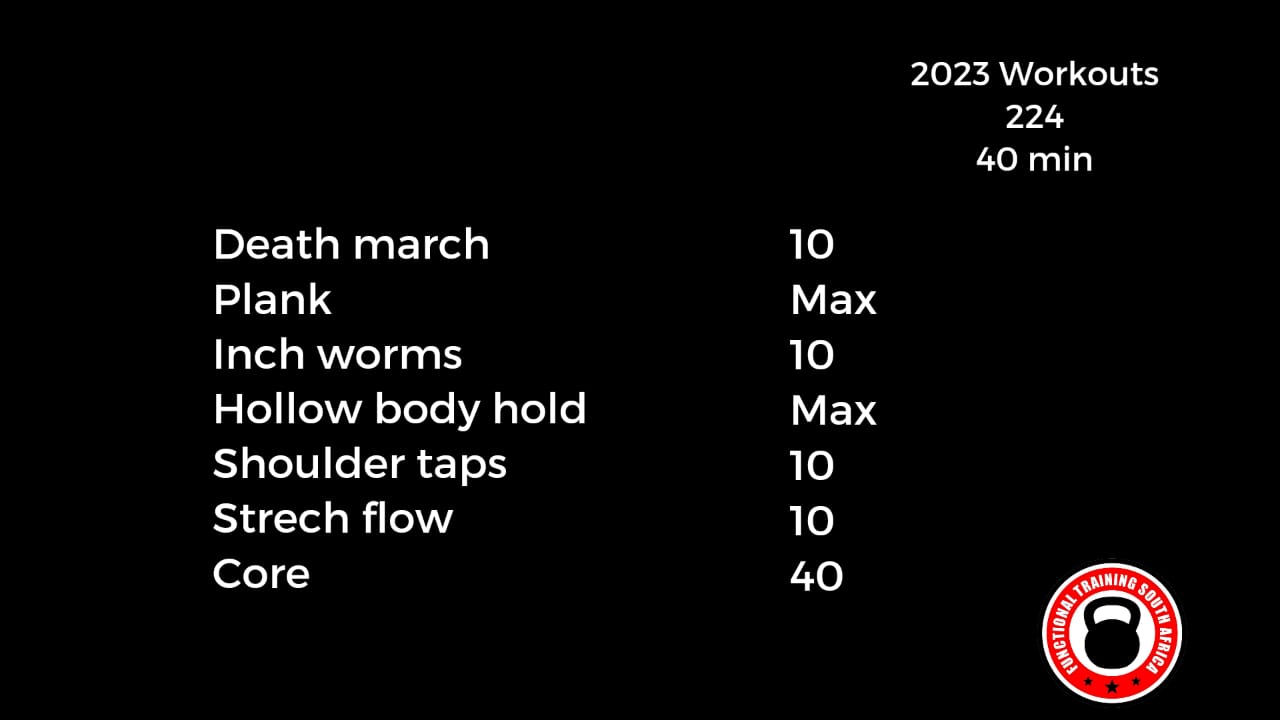 2023 Workouts
224
40 min
Death march 10
Plank Max
Inch worms 10
Hollow body hold Max
Shoulder taps 10
Strech flow 10
Core 40
FUNCTIONAL TRAINING SOUTH AFRICA